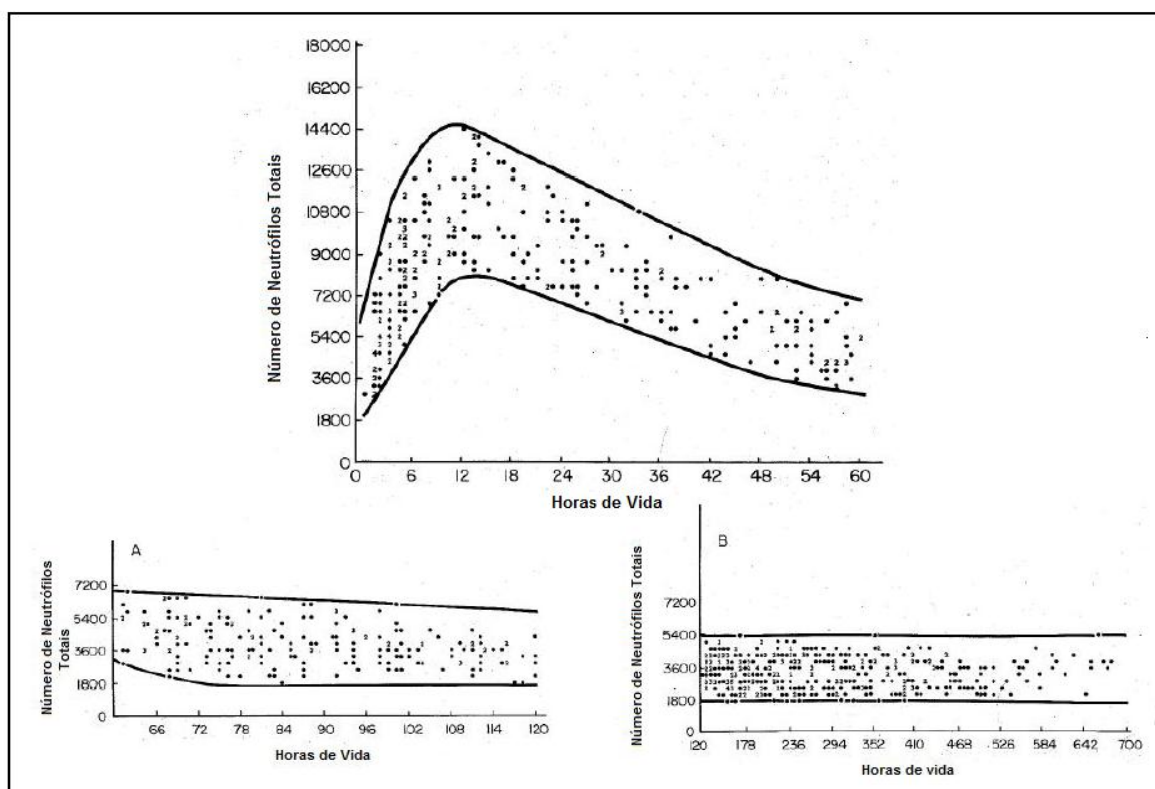 18000
16200
14400
12600
10800
9000
7200
5400
3600
1800
0
Número de Neutrófilos Totais
0 6 12 18 24 30 36 42 48 54 60
Horas de Vida
A
7200
5400
3600
1800
0
Número de Neutrófilos
Totais
66 72 78 84 90 96 102 108 114 120
Horas de Vida
B
7200
5400
3600
1800
0
Número de Neutrófilos Totais
120 178 236 294 352 410 468 526 584 642 700
Horas de vida